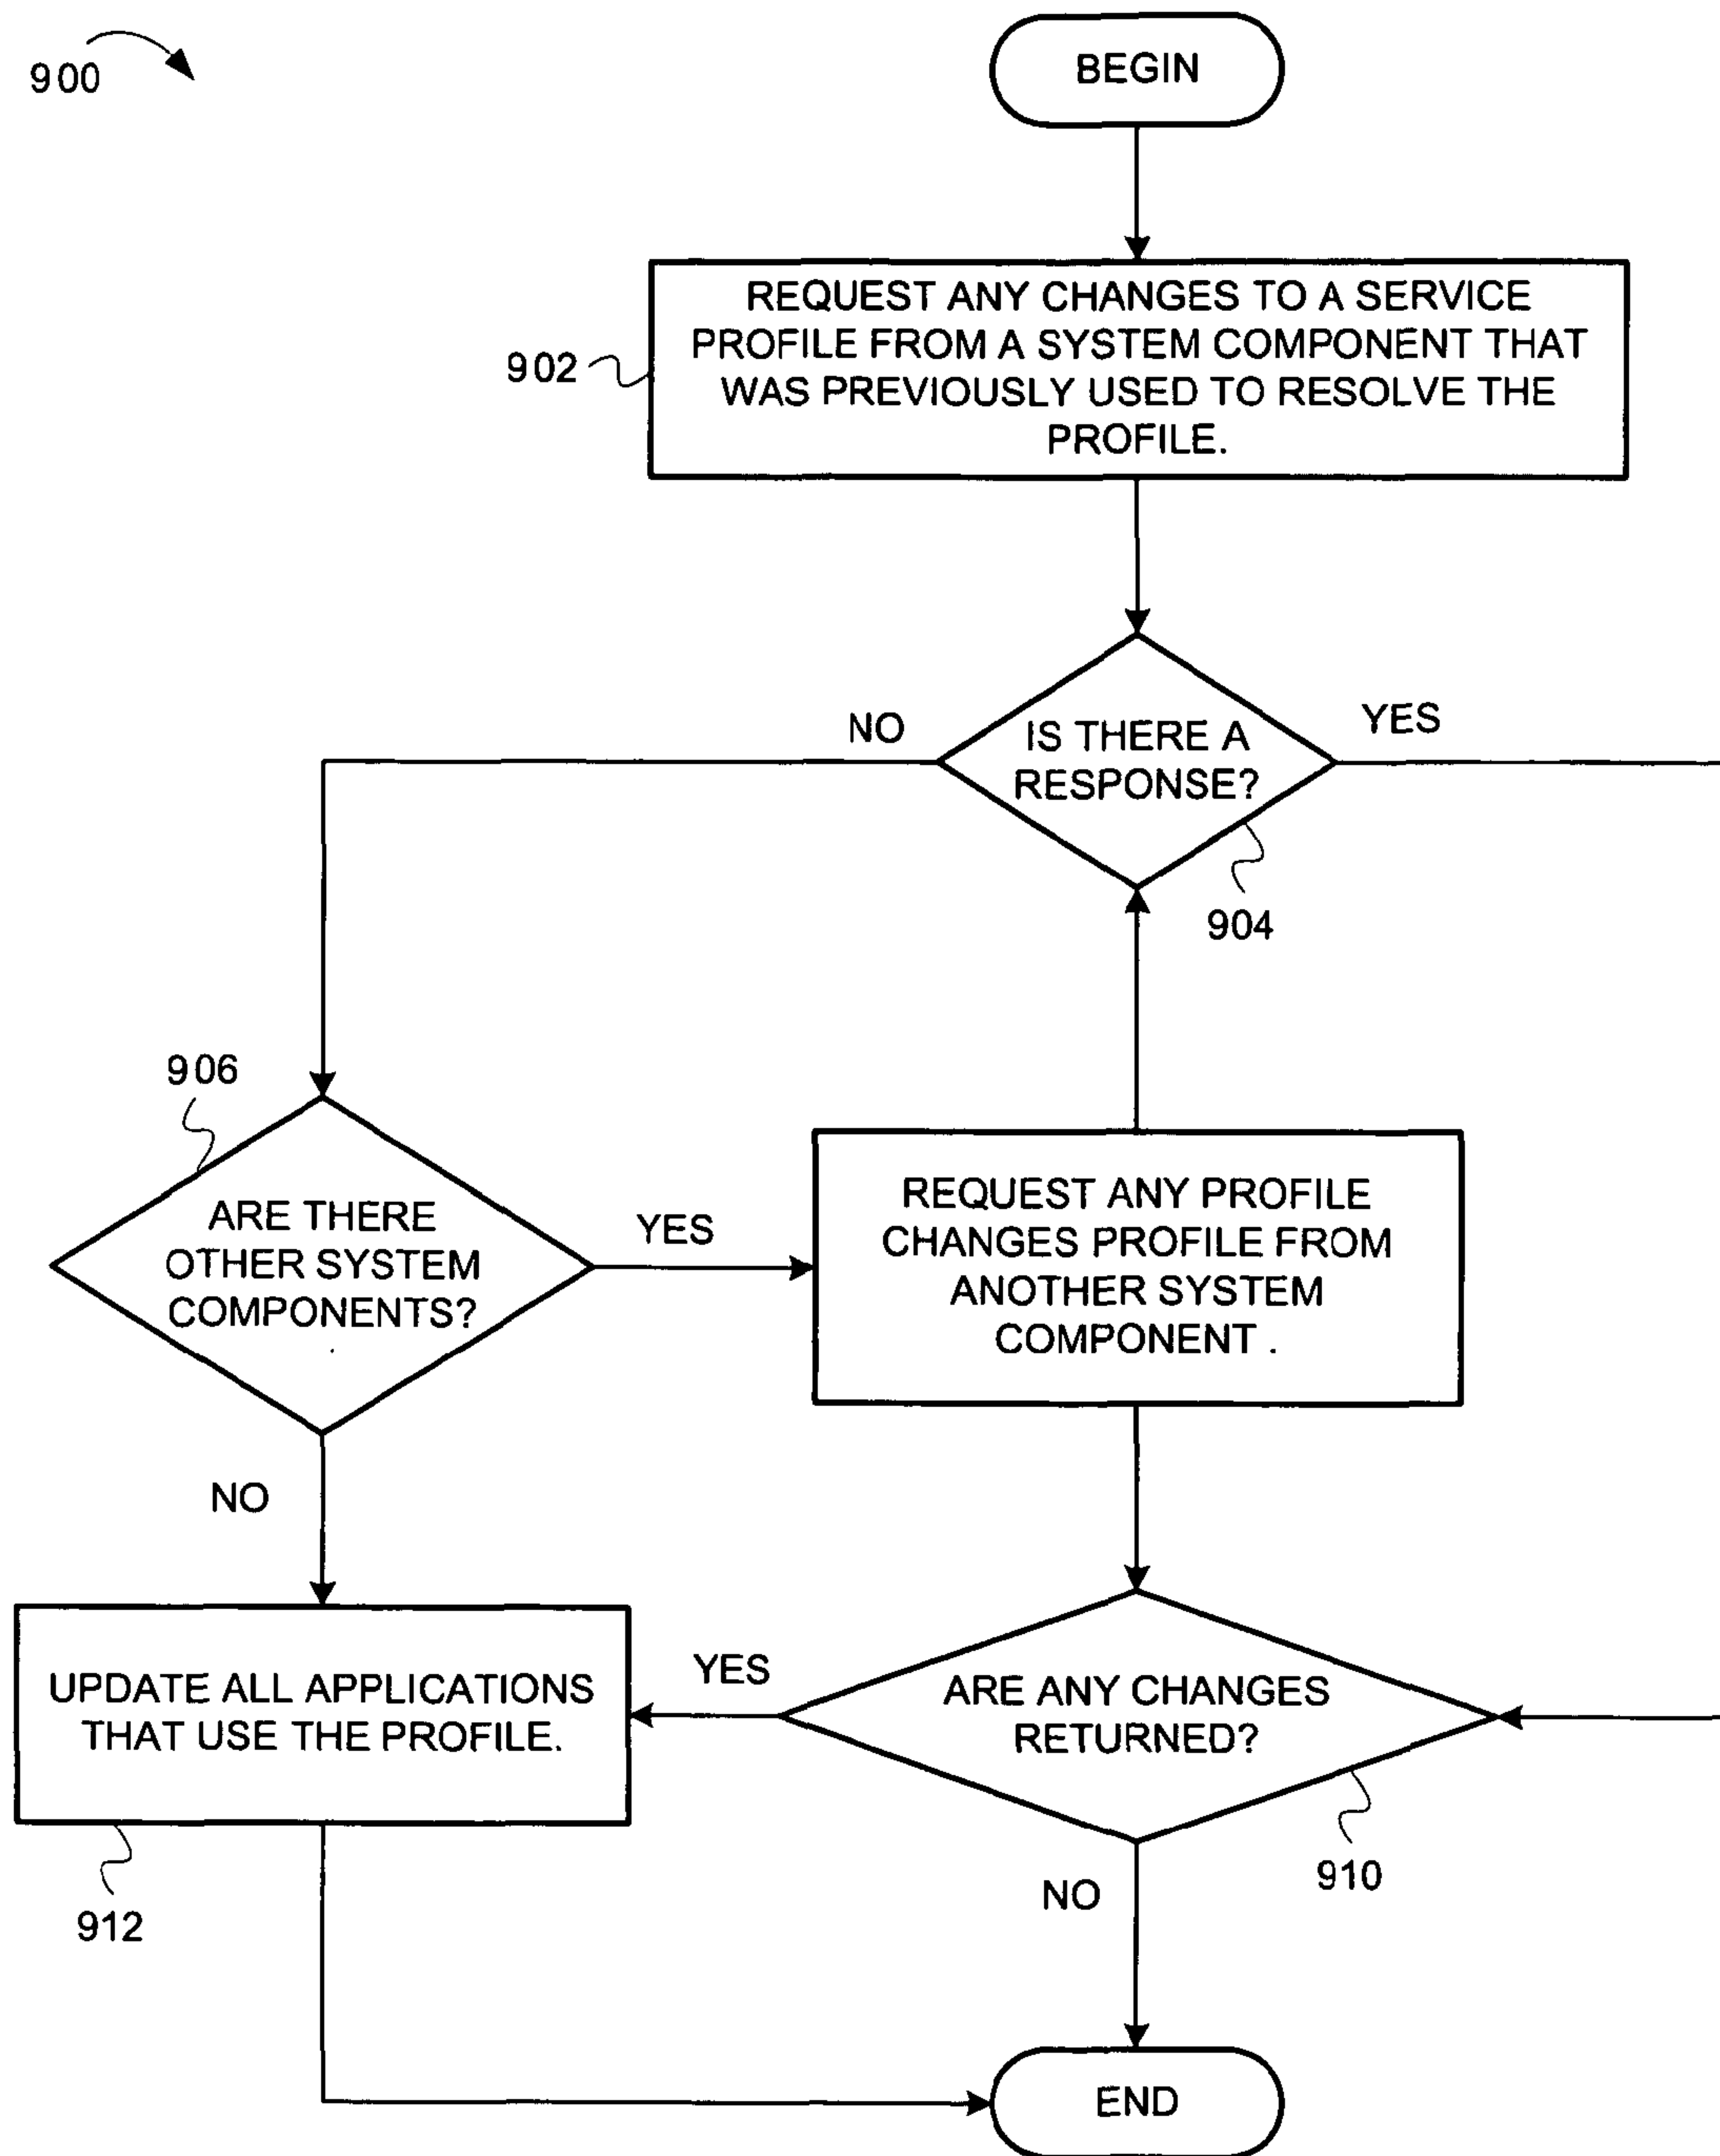 900
BEGIN
902
REQUEST ANY CHANGES TO A SERVICE
PROFILE FROM A SYSTEM COMPONENT THAT
WAS PREVIOUSLY USED TO RESOLVE THE
PROFILE.
NO
IS THERE A
RESPONSE?
YES
904
906
ARE THERE
OTHER SYSTEM
COMPONENTS?
YES
REQUEST ANY PROFILE
CHANGES PROFILE FROM
ANOTHER SYSTEM
COMPONENT .
NO
UPDATE ALL APPLICATIONS
THAT USE THE PROFILE.
YES
ARE ANY CHANGES
RETURNED?
912
NO
910
END